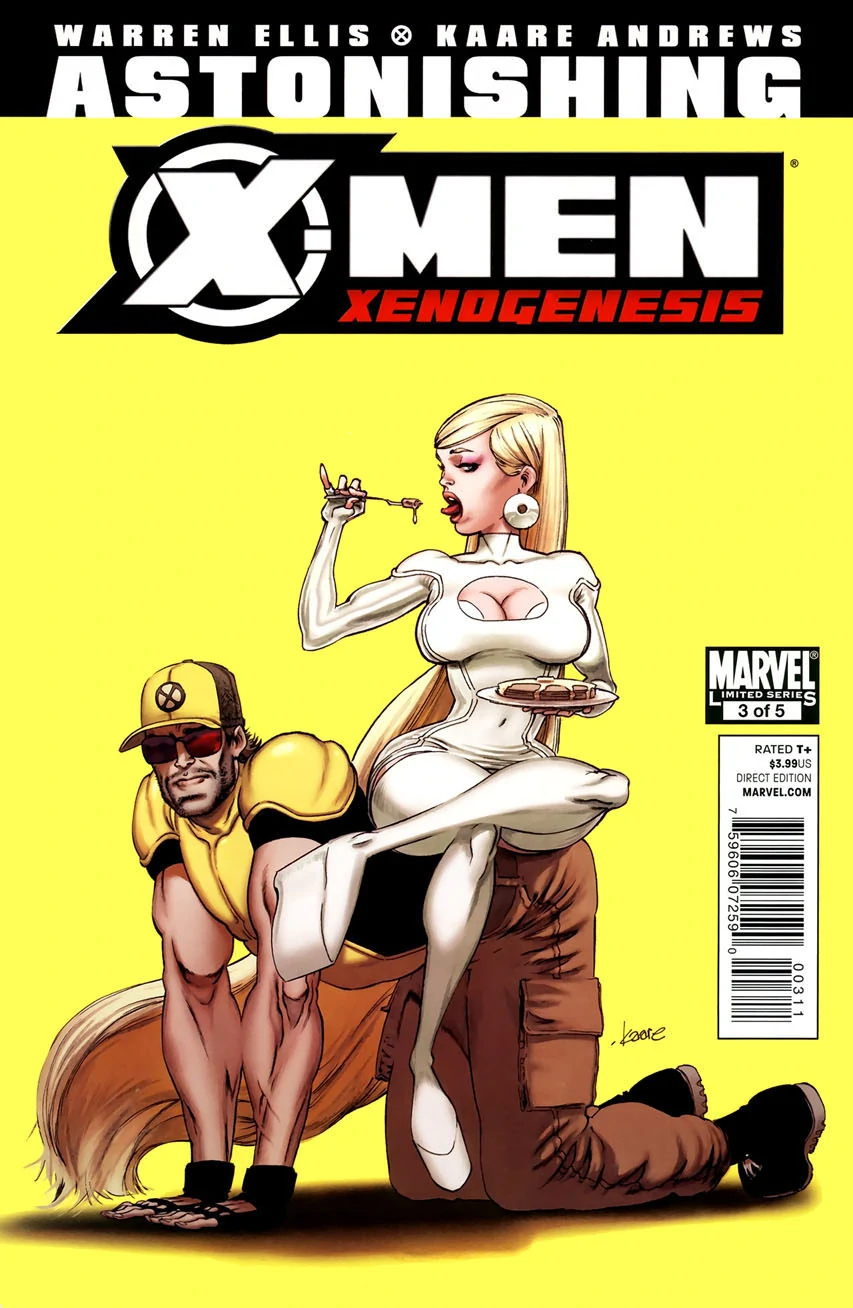 WARREN ELLIS KAARE ANDREWS
ASTONISHING
X-MEN ®
XENOGENESIS
MARVEL ®
LIMITED SERIES
3 of 5
RATED T+
$3.99US
DIRECT EDITION
MARVEL.COM
7 59606 07259 0
00311
.Kaare